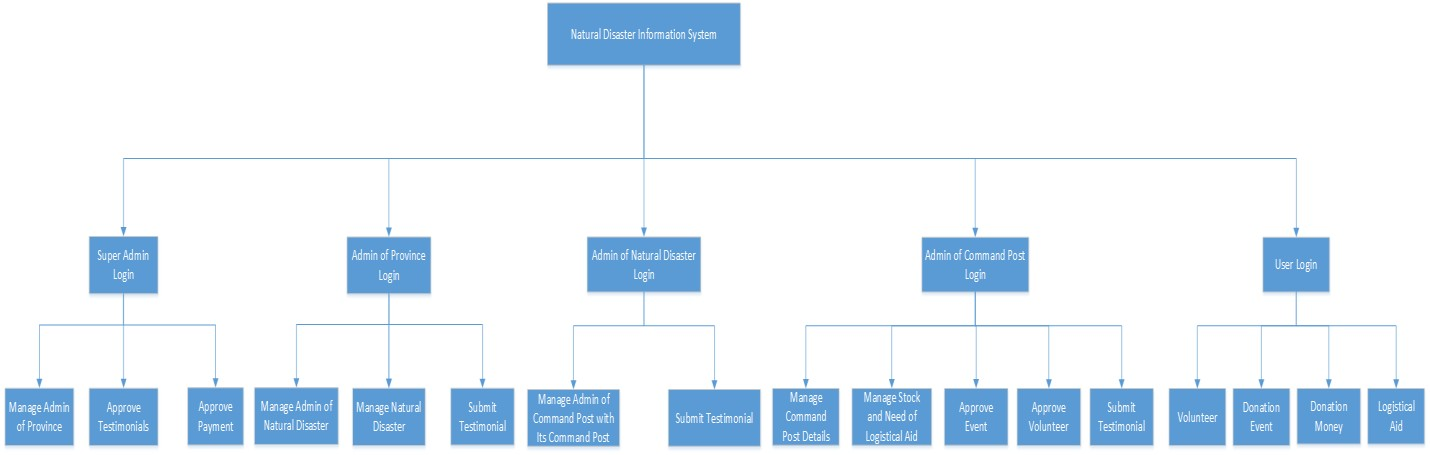 Natural Disaster Information System
Super Admin
Login
Admin of Province
Login
Admin of Natural Disaster
Login
Admin of Command Post
Login
User Login
Manage Admin
of Province
Approve
Testimonials
Approve
Payment
Manage Admin of
Natural Disaster
Manage Natural
Disaster
Submit
Testimonial
Manage Admin of
Command Post with
Its Command Post
Submit Testimonial
Manage
Command
Post Details
Manage Stock
and Need of
Logistical Aid
Approve
Event
Approve
Volunteer
Submit
Testimonial
Volunteer
Donation
Event
Donation
Money
Logistical
Aid